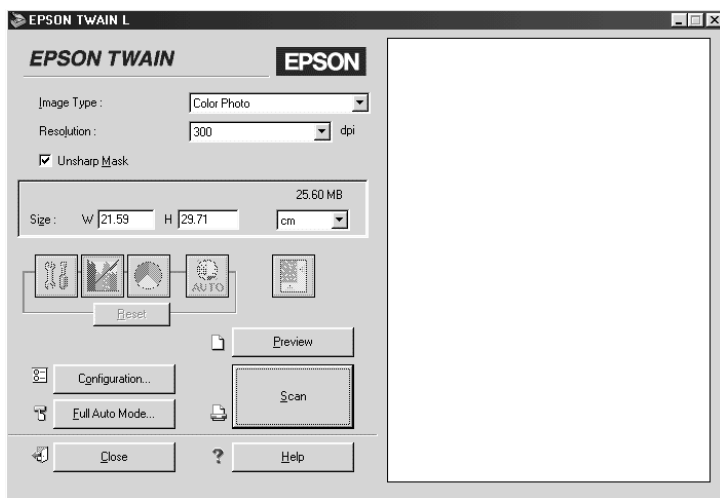 EPSON TWAIN L
EPSON TWAIN
EPSON
Image Type :
Color Photo
Resolution :
300
dpi
Unsharp Mask
25.60 MB
Size :
W 21.59
H 29.71
cm
AUTO
Reset
Preview
Configuration...
Scan
Full Auto Mode...
Close
? Help